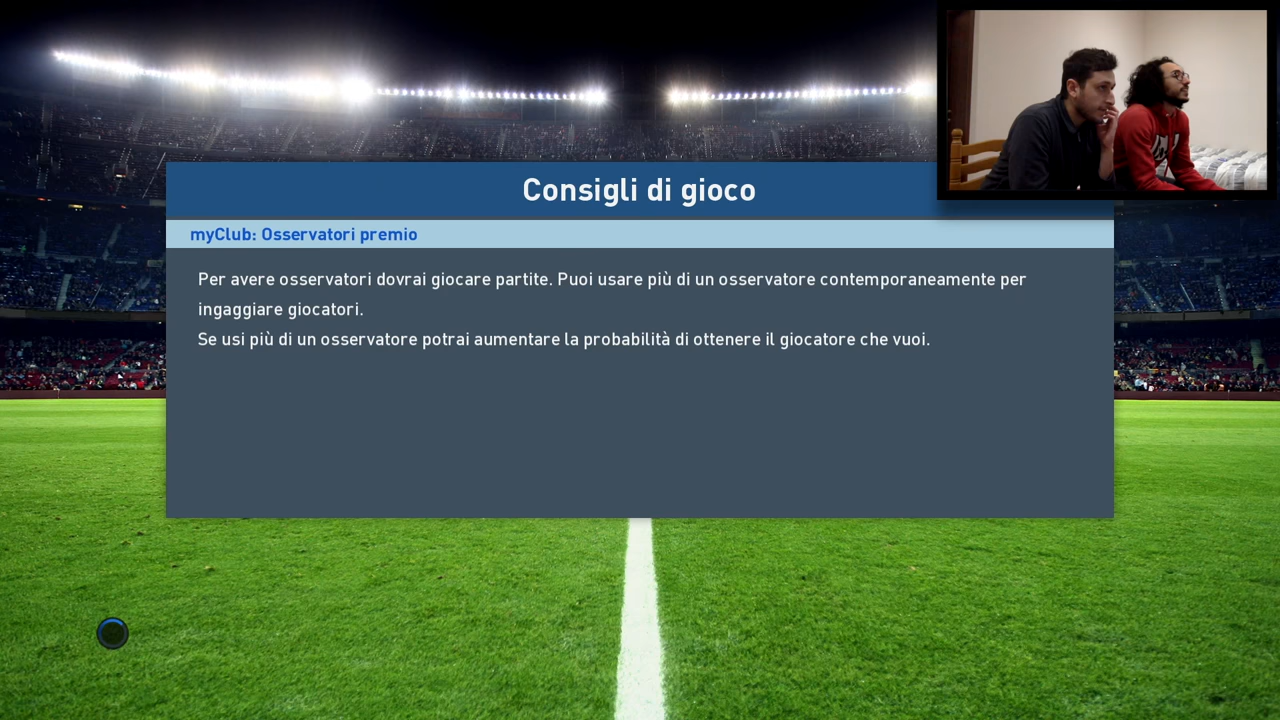 Consigli di gioco
myClub: Osservatori premio
Per avere osservatori dovrai giocare partite. Puoi usare più di un osservatore contemporaneamente per
ingaggiare giocatori.
Se usi più di un osservatore potrai aumentare la probabilità di ottenere il giocatore che vuoi.